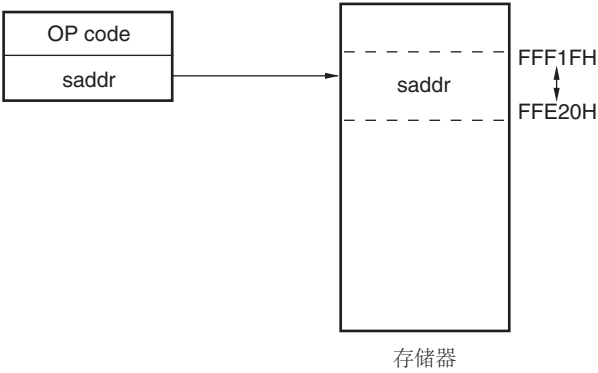 OP code
saddr
saddr
FFF1FH
FFE20H
存储器